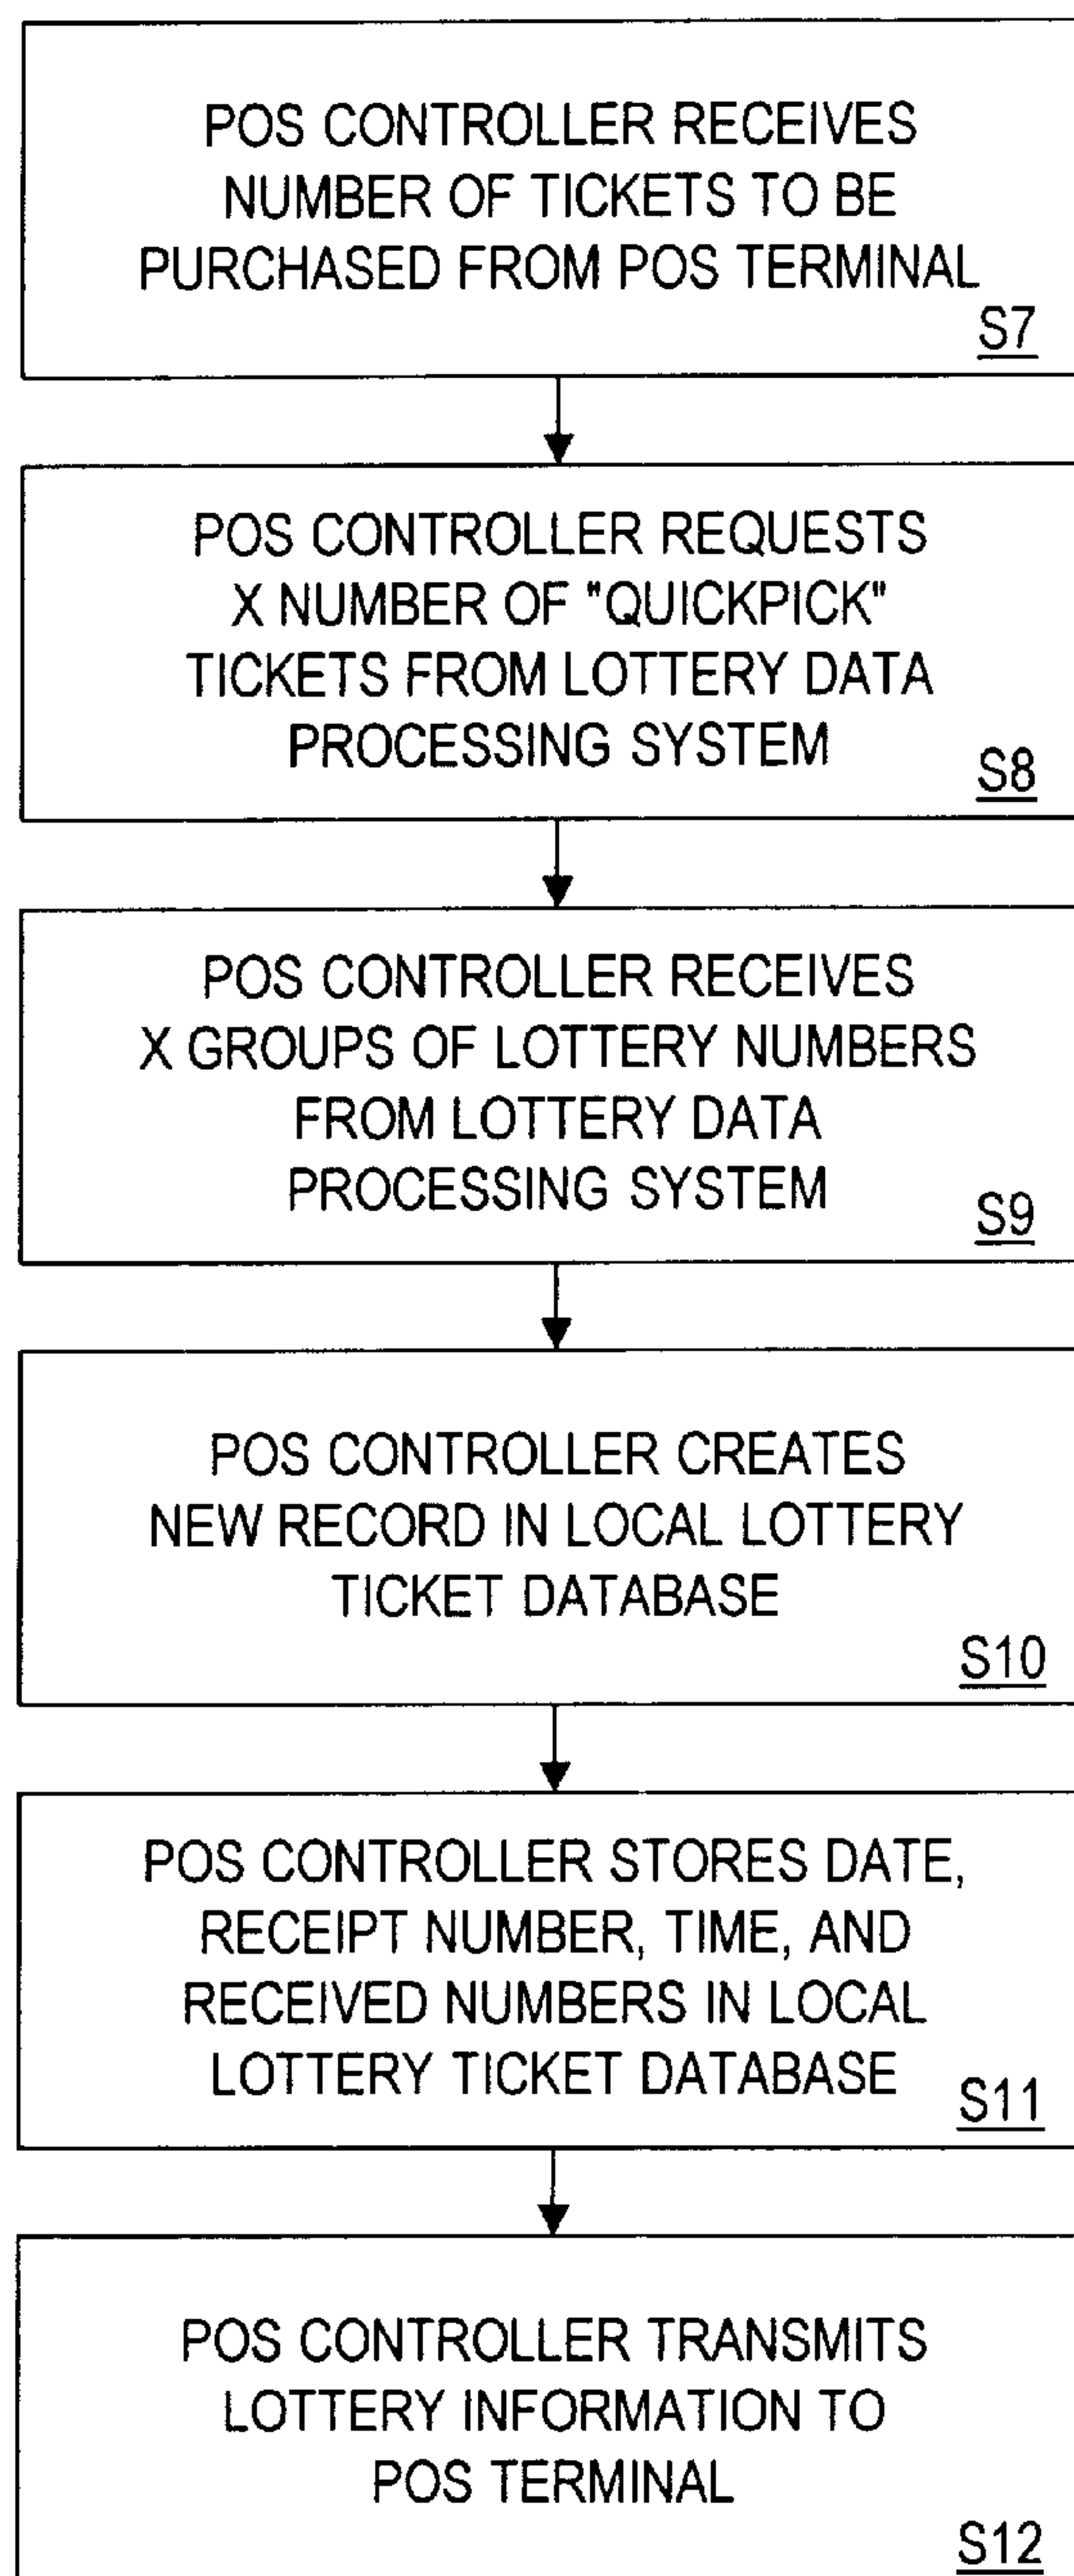 POS CONTROLLER RECEIVES
NUMBER OF TICKETS TO BE
PURCHASED FROM POS TERMINAL
S7
POS CONTROLLER REQUESTS
X NUMBER OF "QUICKPICK"
TICKETS FROM LOTTERY DATA
PROCESSING SYSTEM
S8
POS CONTROLLER RECEIVES
X GROUPS OF LOTTERY NUMBERS
FROM LOTTERY DATA
PROCESSING SYSTEM
S9
POS CONTROLLER CREATES
NEW RECORD IN LOCAL LOTTERY
TICKET DATABASE
S10
POS CONTROLLER STORES DATE,
RECEIPT NUMBER, TIME, AND
RECEIVED NUMBERS IN LOCAL
LOTTERY TICKET DATABASE
S11
POS CONTROLLER TRANSMITS
LOTTERY INFORMATION TO
POS TERMINAL
S12